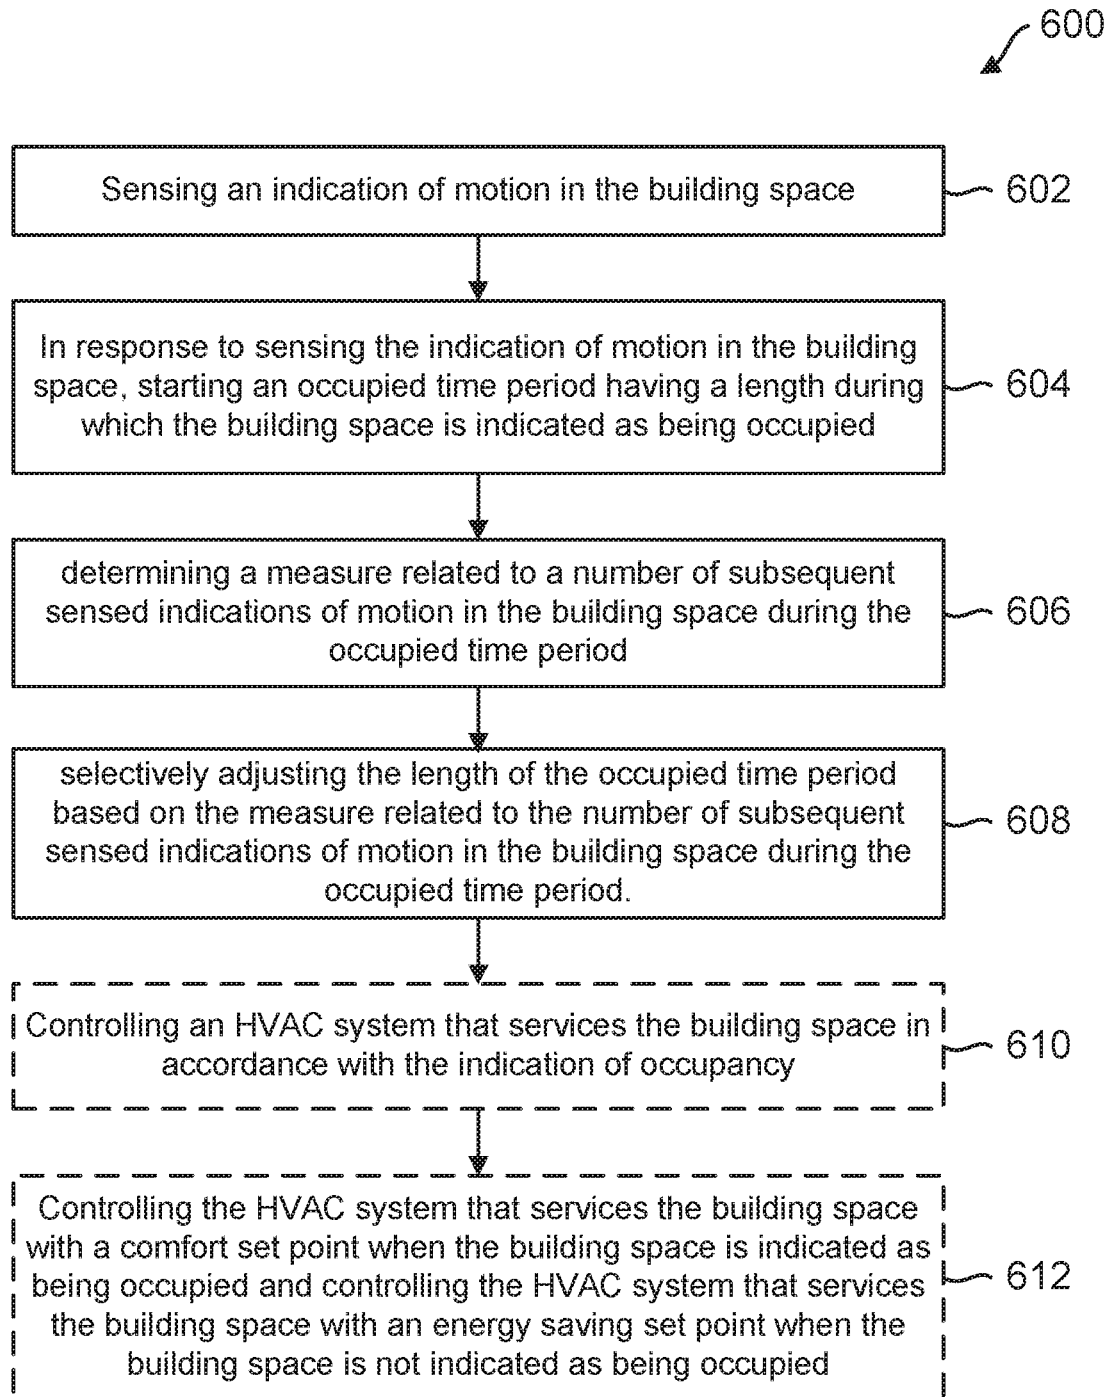 600
Sensing an indication of motion in the building space
602
In response to sensing the indication of motion in the building
space, starting an occupied time period having a length during
which the building space is indicated as being occupied
604
determining a measure related to a number of subsequent
sensed indications of motion in the building space during the
occupied time period
606
selectively adjusting the length of the occupied time period
based on the measure related to the number of subsequent
sensed indications of motion in the building space during the
occupied time period.
608
Controlling an HVAC system that services the building space in
accordance with the indication of occupancy
610
Controlling the HVAC system that services the building space
with a comfort set point when the building space is indicated as
being occupied and controlling the HVAC system that services
the building space with an energy saving set point when the
building space is not indicated as being occupied
612